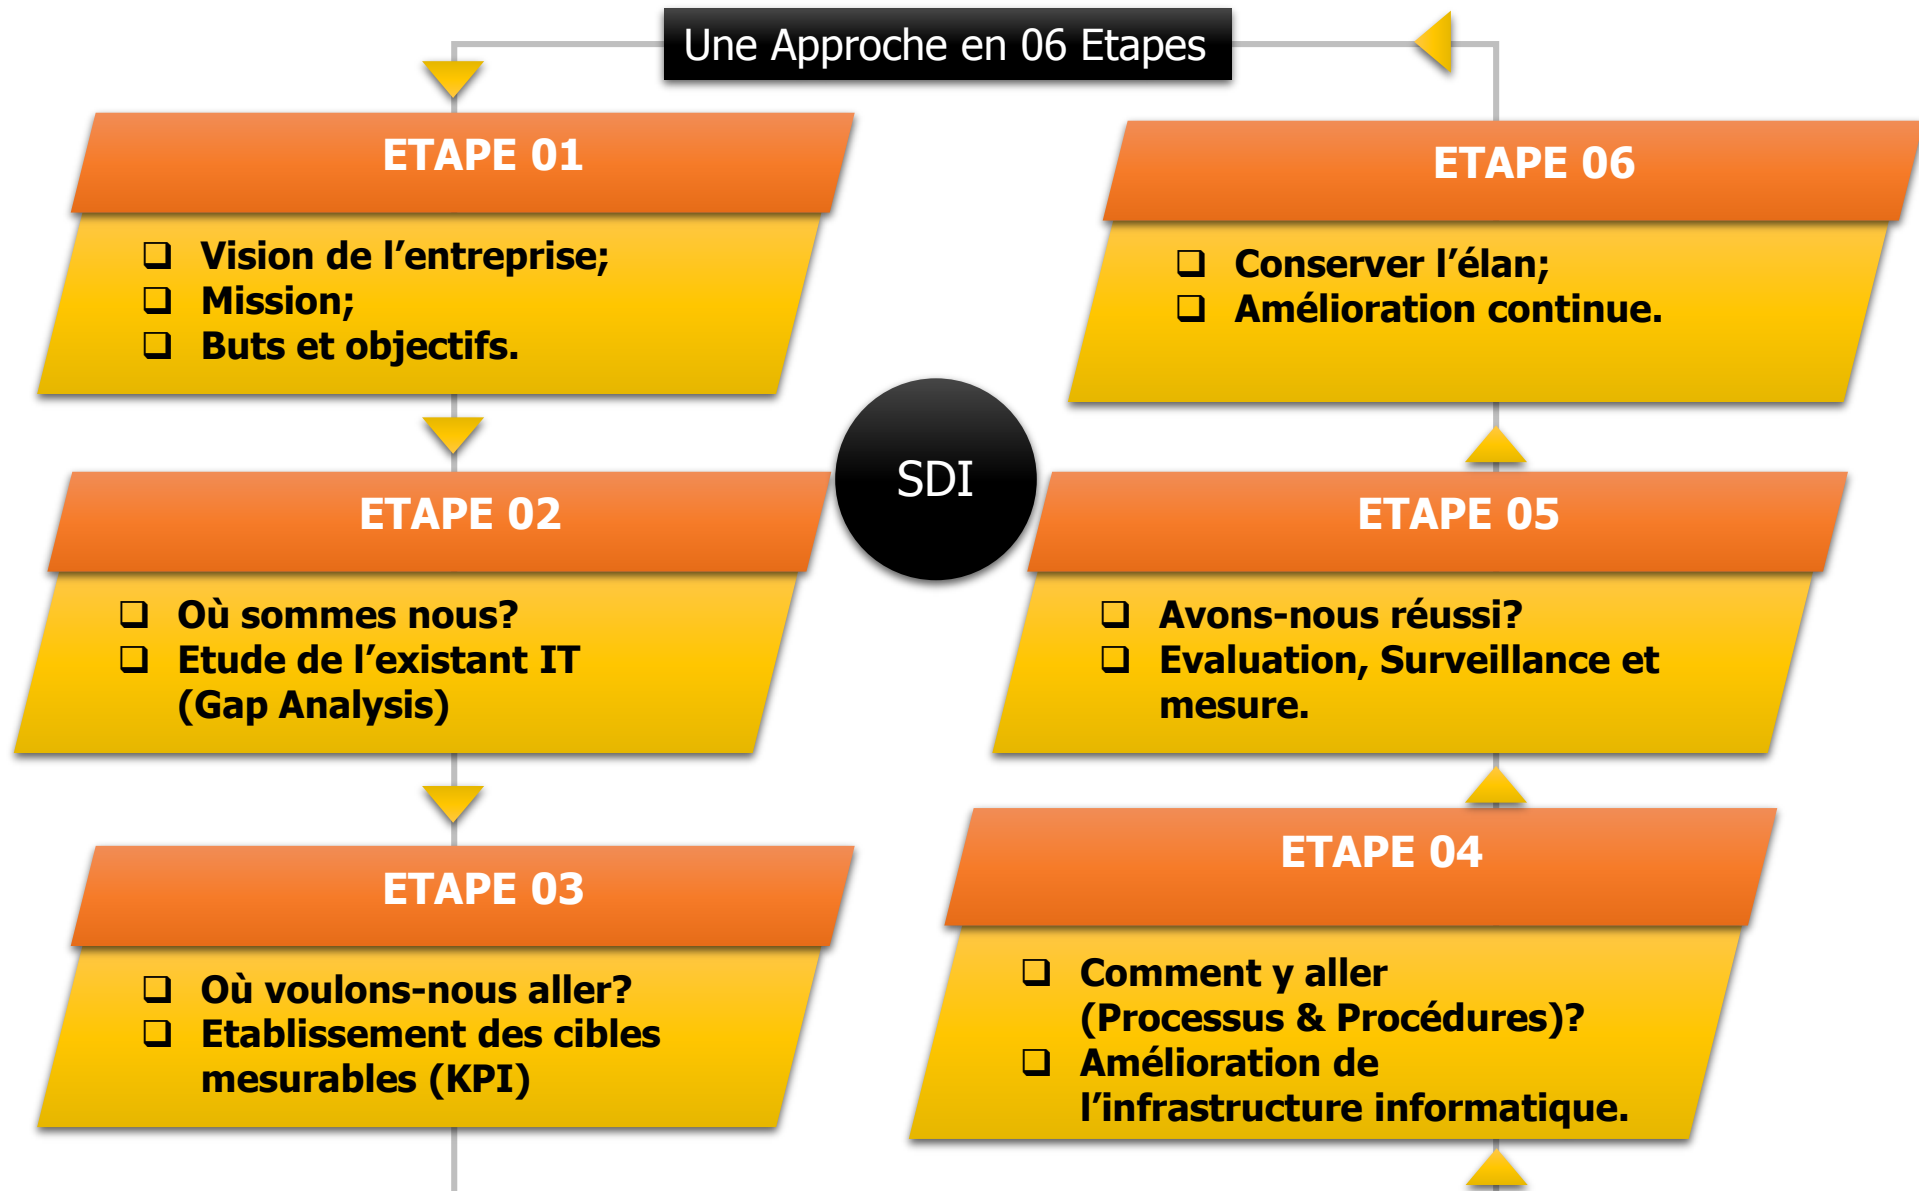 Une Approche en 06 Etapes
ETAPE 01
Vision de l’entreprise;
Mission;
Buts et objectifs.
ETAPE 02
Où sommes nous?
Etude de l’existant IT
(Gap Analysis)
ETAPE 03
Où voulons-nous aller?
Etablissement des cibles
mesurables (KPI)
SDI
ETAPE 06
Conserver l’élan;
Amélioration continue.
ETAPE 05
Avons-nous réussi?
Evaluation, Surveillance et
mesure.
ETAPE 04
Comment y aller
(Processus & Procédures)?
Amélioration de
l’infrastructure informatique.